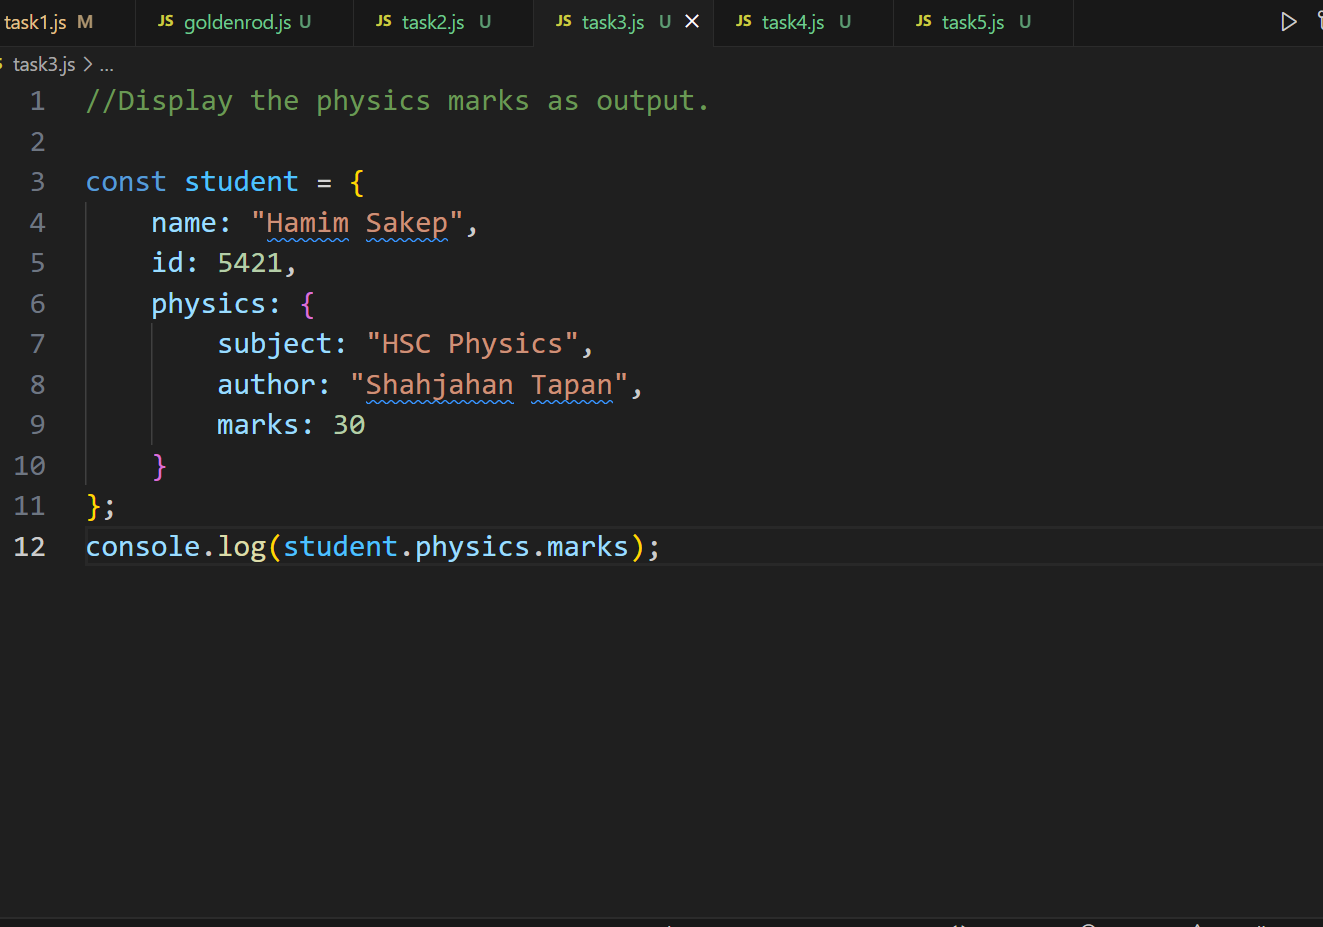 task1.js M JS goldenrod.js U JS task2.js U JS task3.js U JS task4.js U JS task5.js U
task3.js > ...
1 //Display the physics marks as output.
2
3 const student = {
4     name: "Hamim Sakep",
5     id: 5421,
6     physics: {
7         subject: "HSC Physics",
8         author: "Shahjahan Tapan",
9         marks: 30
10     }
11 };
12 console.log(student.physics.marks);